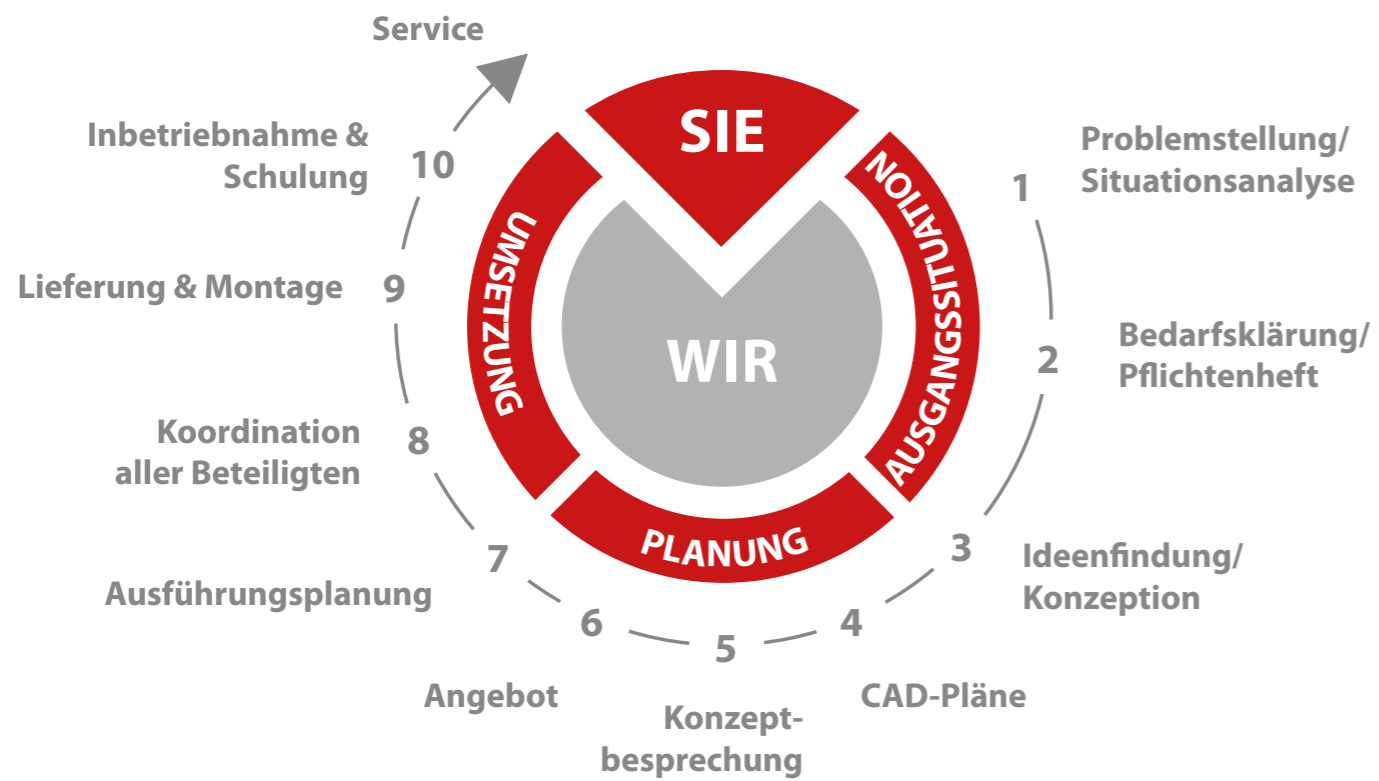 SIE
WIR
AUSGANGSSITUATION
PLANUNG
UMSETZUNG
1
Problemstellung/
Situationsanalyse
2
Bedarfsklärung/
Pflichtenheft
3
Ideenfindung/
Konzeption
4
CAD-Pläne
5
Konzept-
besprechung
6
Angebot
7
Ausführungsplanung
8
Koordination
aller Beteiligten
9
Lieferung & Montage
10
Inbetriebnahme &
Schulung
Service